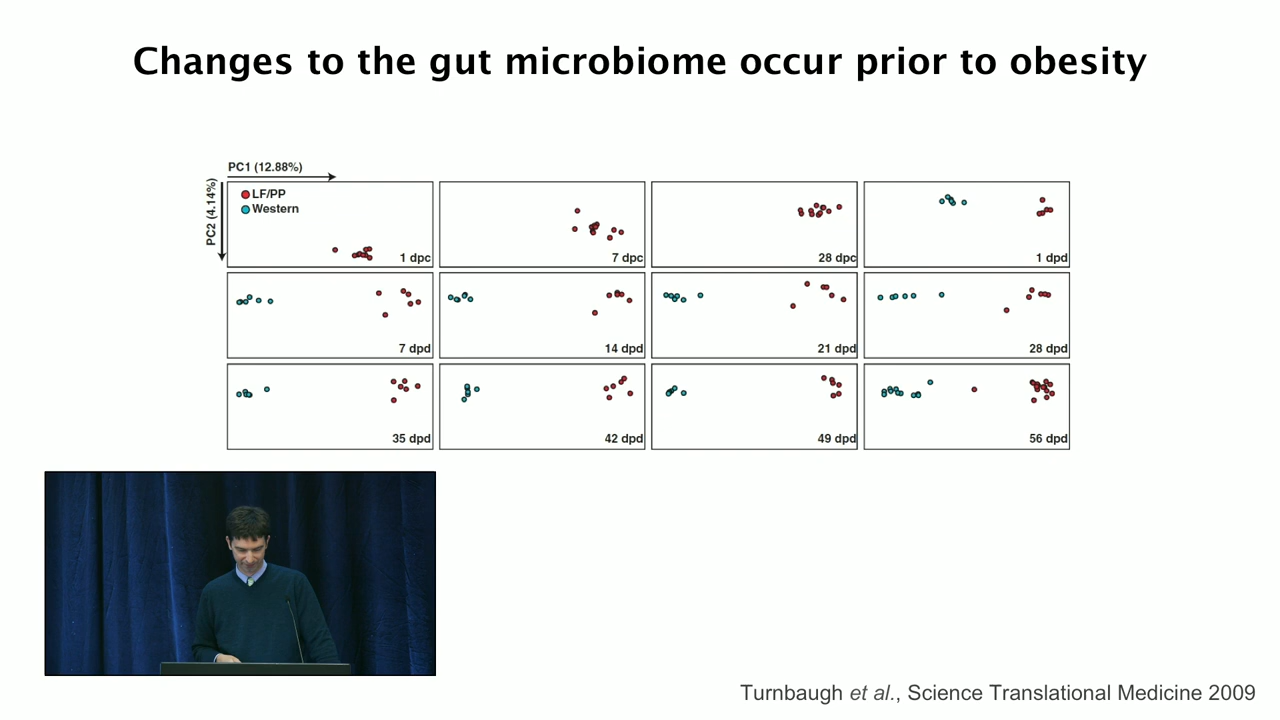 Changes to the gut microbiome occur prior to obesity
PC1 (12.88%)
PC2 (4.14%)
LF/PP
Western
1 dpc
7 dpc
28 dpc
1 dpd
7 dpd
14 dpd
21 dpd
28 dpd
35 dpd
42 dpd
49 dpd
56 dpd
Turnbaugh et al., Science Translational Medicine 2009